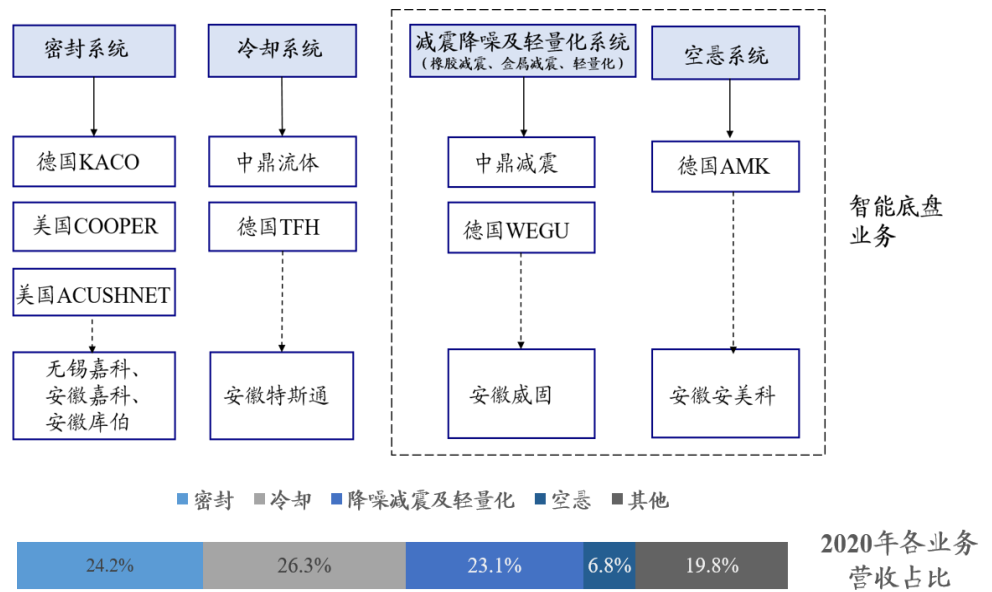 密封系统
冷却系统
减震降噪及轻量化系统
(橡胶减震、金属减震、轻量化)
空悬系统
德国KACO
中鼎流体
中鼎减震
德国AMK
美国COOPER
德国TFH
德国WEGU
智能底盘
业务
美国ACUSHNET
无锡嘉科、
安徽嘉科、
安徽库伯
安徽特斯通
安徽威固
安徽安美科
密封 冷却 降噪减震及轻量化 空悬 其他
24.2% 26.3% 23.1% 6.8% 19.8%
2020年各业务
营收占比